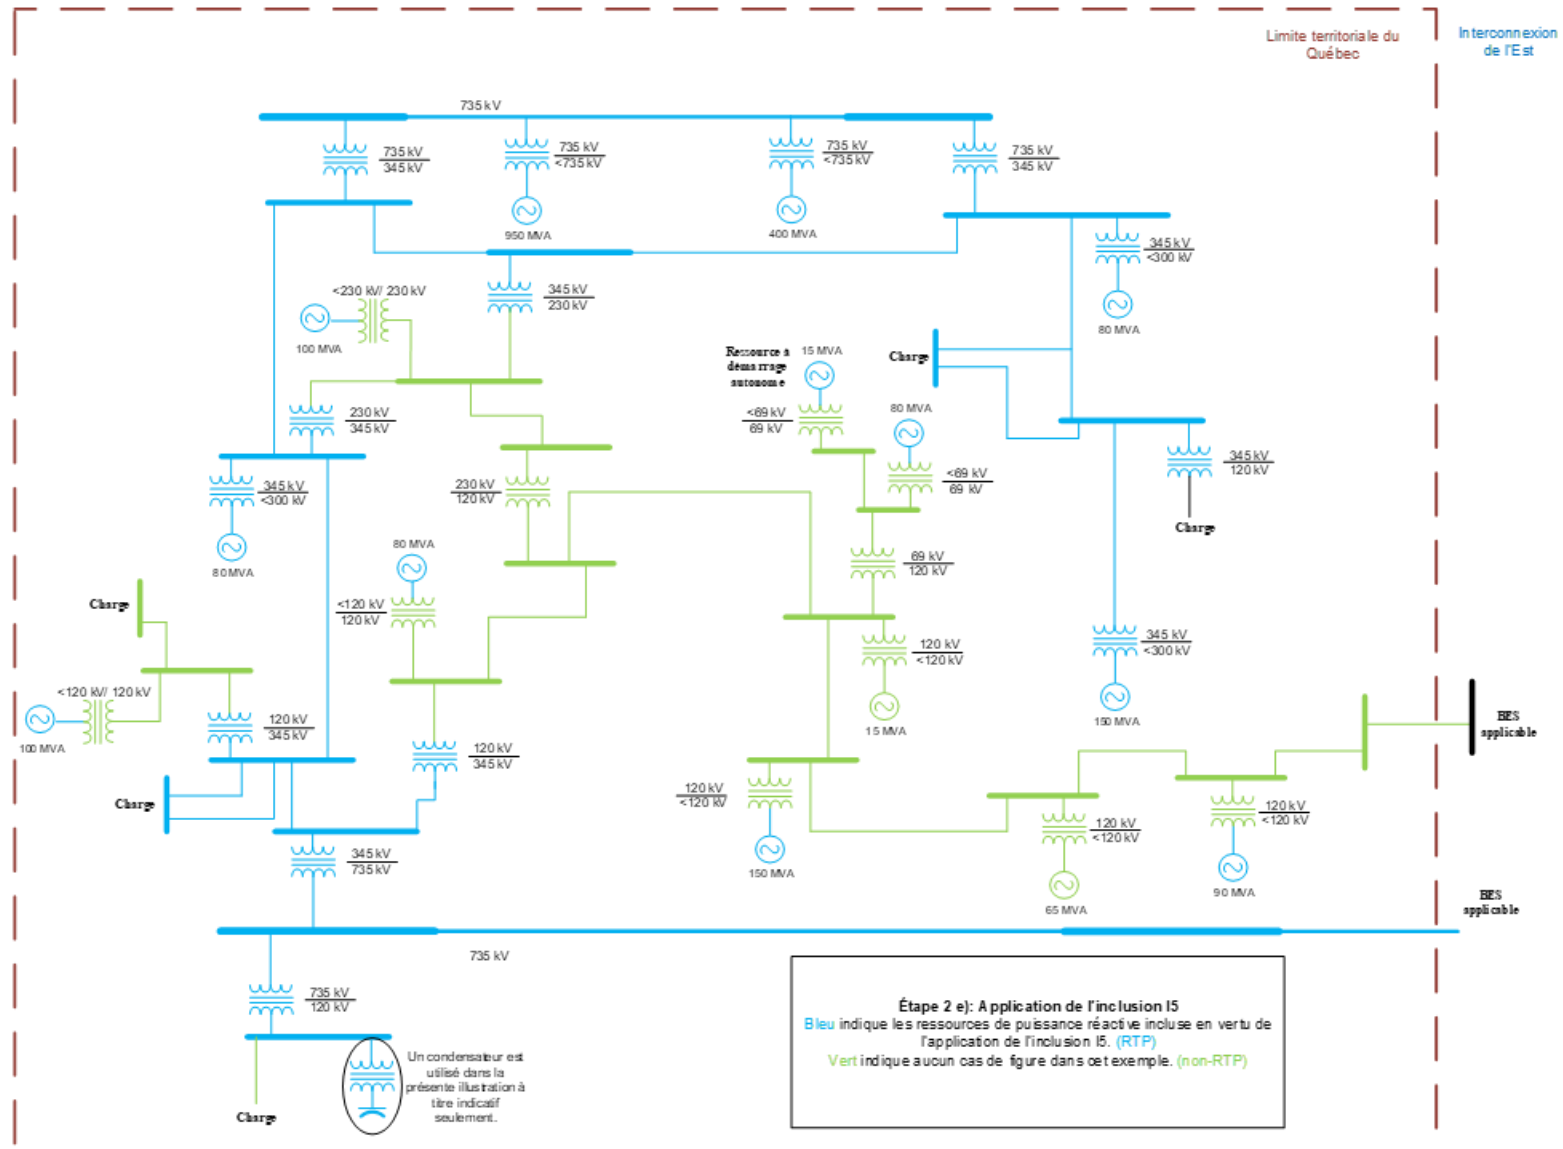 Limite territoriale du
Québec
Interconnexion
de l'Est
735 kV
735 kV
345 kV
735 kV
<735 kV
735 kV
<735 kV
735 kV
345 kV
950 MVA
400 MVA
345 kV
<300 kV
80 MVA
<230 kV/ 230 kV
100 MVA
345 kV
230 kV
Ressource à
démarrage
autonome
15 MVA
Charge
<69 kV
69 kV
80 MVA
230 kV
345 kV
<69 kV
69 kV
345 kV
120 kV
Charge
345 kV
<300 kV
80 MVA
230 kV
120 kV
80 MVA
69 kV
120 kV
Charge
<120 kV
120 kV
120 kV
<120 kV
15 MVA
345 kV
<300 kV
150 MVA
<120 kV/ 120 kV
100 MVA
120 kV
345 kV
120 kV
345 kV
BES
applicable
Charge
120 kV
<120 kV
150 MVA
120 kV
<120 kV
65 MVA
120 kV
<120 kV
90 MVA
345 kV
735 kV
BES
applicable
735 kV
735 kV
120 kV
Un condensateur est
utilisé dans la
présente illustration à
titre indicatif
seulement.
Charge
Étape 2 e): Application de l'inclusion I5
Bleu indique les ressources de puissance réactive incluse en vertu de
l'application de l'inclusion I5. (RTP)
Vert indique aucun cas de figure dans cet exemple. (non-RTP)